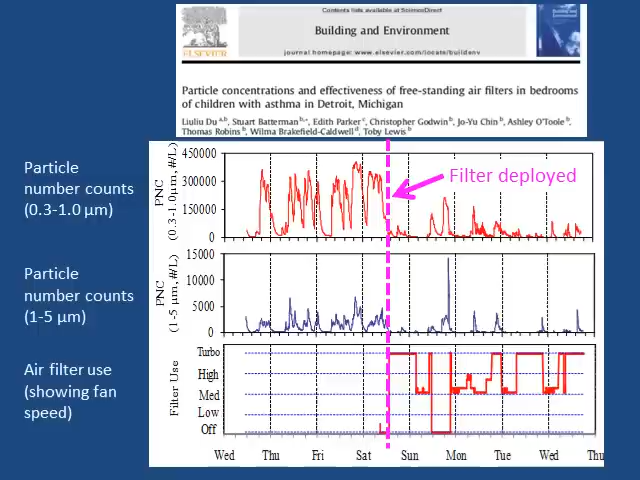 Contents lists available at ScienceDirect
Building and Environment
journal homepage: www.elsevier.com/locate/buildenv
ELSEVIER
Particle concentrations and effectiveness of free-standing air filters in bedrooms
of children with asthma in Detroit, Michigan
Liuliu Du a,b, Stuart Batterman b,*, Edith Parker c, Christopher Godwin b, Jo-Yu Chin b, Ashley O'Toole b,
Thomas Robins b, Wilma Brakefield-Caldwell d, Toby Lewis b
Particle
number counts
(0.3-1.0 µm)
PNC
(0.3-1.0µm, #/L)
450000
300000
150000
0
Filter deployed
Particle
number counts
(1-5 µm)
PNC
(1-5 µm, #/L)
15000
10000
5000
0
Air filter use
(showing fan
speed)
Filter Use
Turbo
High
Med
Low
Off
Wed Thu Fri Sat Sun Mon Tue Wed Thu